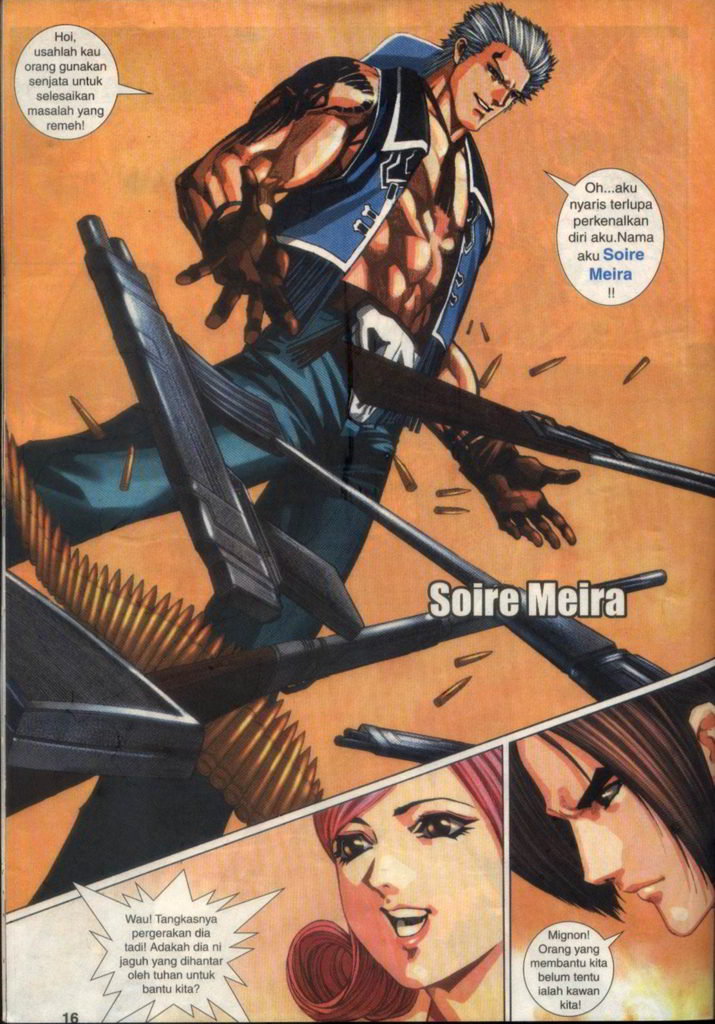 Hoi,
usahlah kau
orang gunakan
senjata untuk
selesaikan
masalah yang
remeh!
Oh...aku
nyaris terlupa
perkenalkan
diri aku.Nama
aku Soire
Meira
!!
Soire Meira
Wau! Tangkasnya
pergerakan dia
tadi! Adakah dia ni
jaguh yang dihantar
oleh tuhan untuk
bantu kita?
Mignon!
Orang yang
membantu kita
belum tentu
ialah kawan
kita!
16